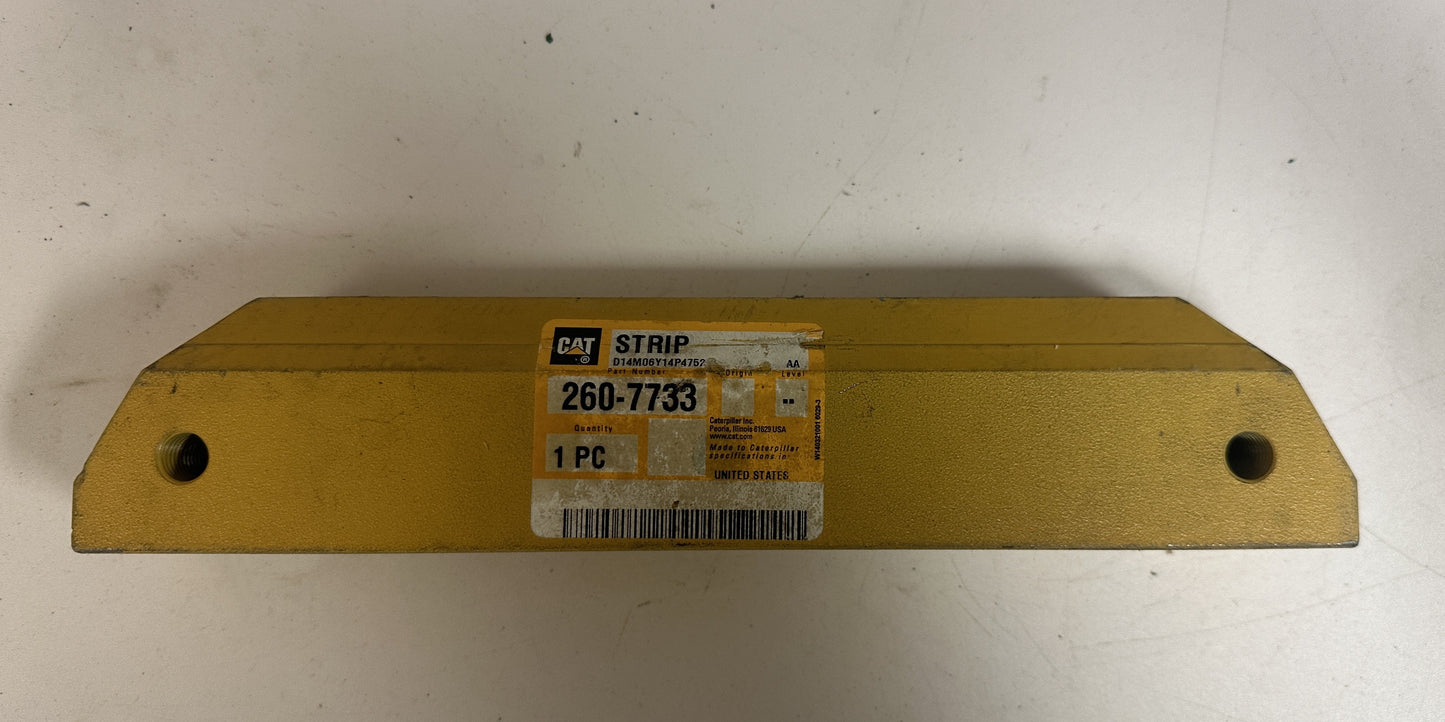 CAT
®
STRIP
D14M06Y14P4752
AA
Part Number
Origin
Level
260-7733
--
Quantity
1 PC
Caterpillar Inc.
Peoria, Illinois 61629 USA
www.cat.com
Made to Caterpillar
specifications in:
UNITED STATES